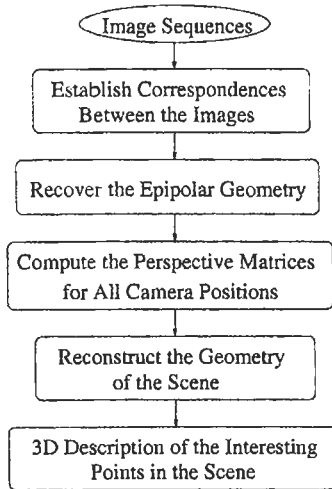 Image Sequences
Establish Correspondences
Between the Images
Recover the Epipolar Geometry
Compute the Perspective Matrices
for All Camera Positions
Reconstruct the Geometry
of the Scene
3D Description of the Interesting
Points in the Scene